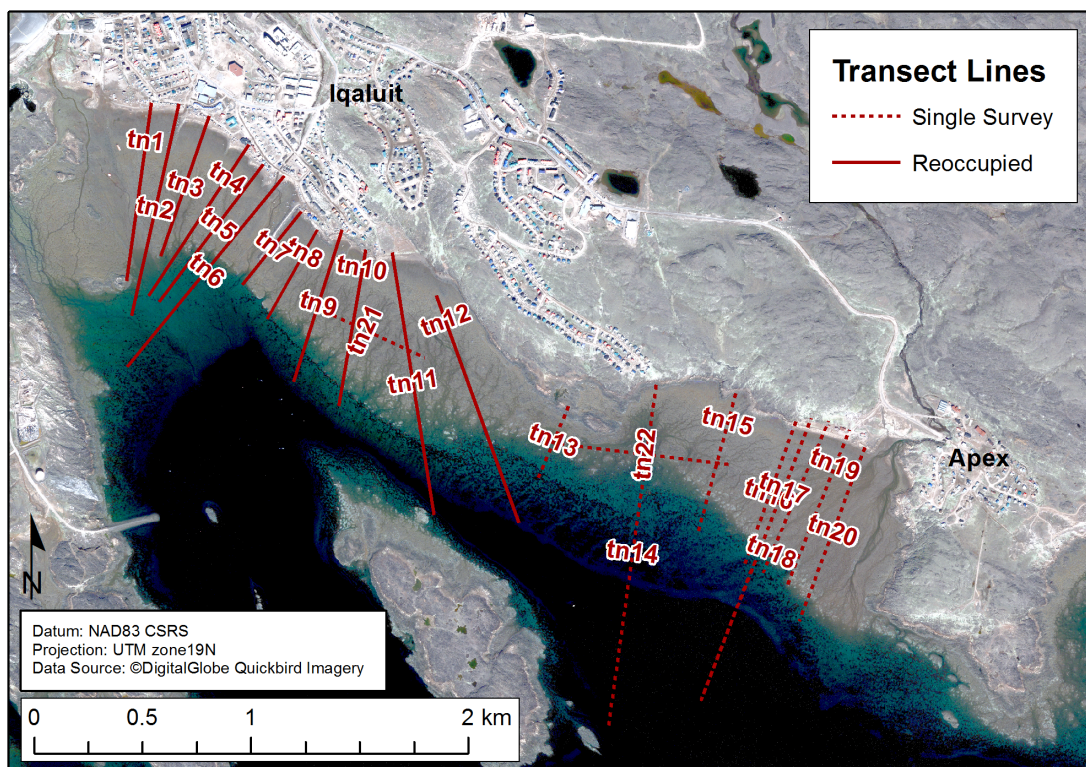 Transect Lines
Single Survey
Reoccupied
Iqaluit
tn1
tn2
tn3
tn4
tn5
tn6
tn7
tn8
tn9
tn10
tn21
tn11
tn12
tn13
tn22
tn14
tn15
tn17
tn16
tn18
tn19
tn20
Apex
N
Datum: NAD83 CSRS
Projection: UTM zone19N
Data Source: ©DigitalGlobe Quickbird Imagery
0 0.5 1 2 km